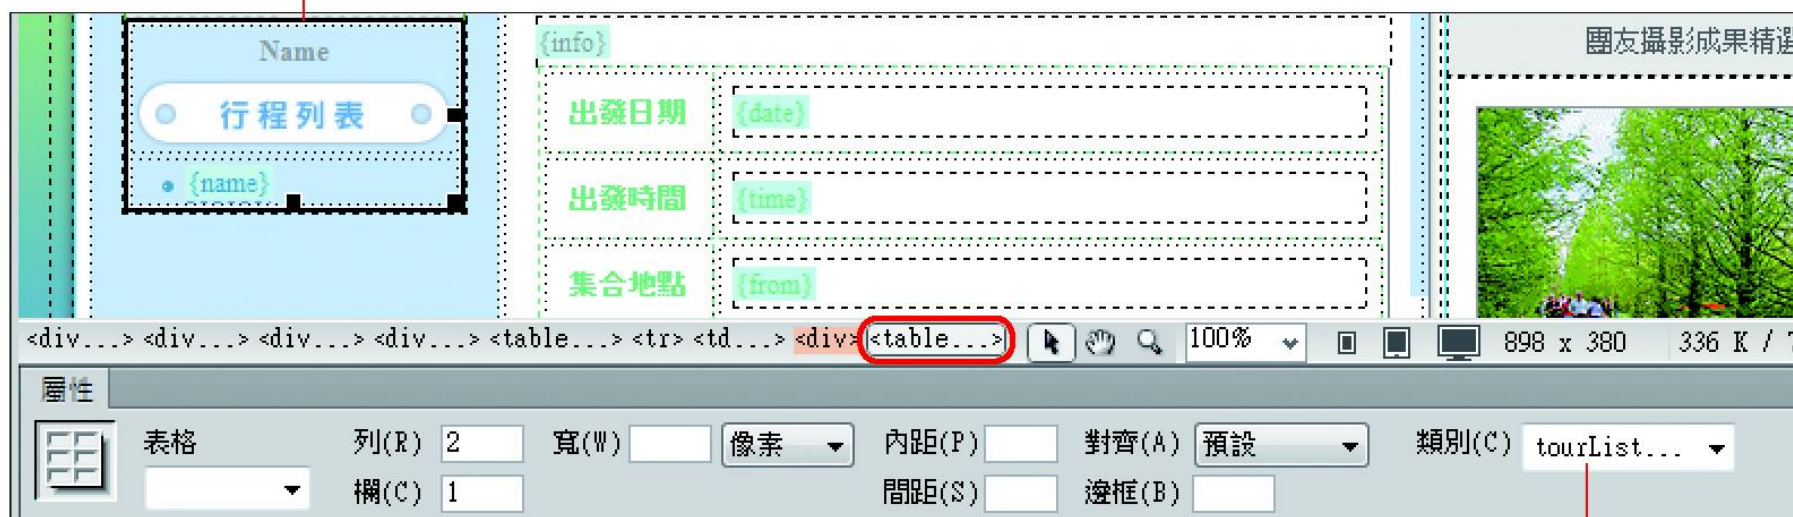 Name
行程列表
{name}
{info}
出發日期 {date}
出發時間 {time}
集合地點 {from}
團友攝影成果精選
<div...> <div...> <div...> <div...> <table...> <tr> <td...> <div> <table...> 100% 898 x 380 336 K /
屬性
表格 列(R) 2 寬(W) 像素 內距(P) 對齊(A) 預設 類別(C) tourList...
欄(C) 1 間距(S) 邊框(B)